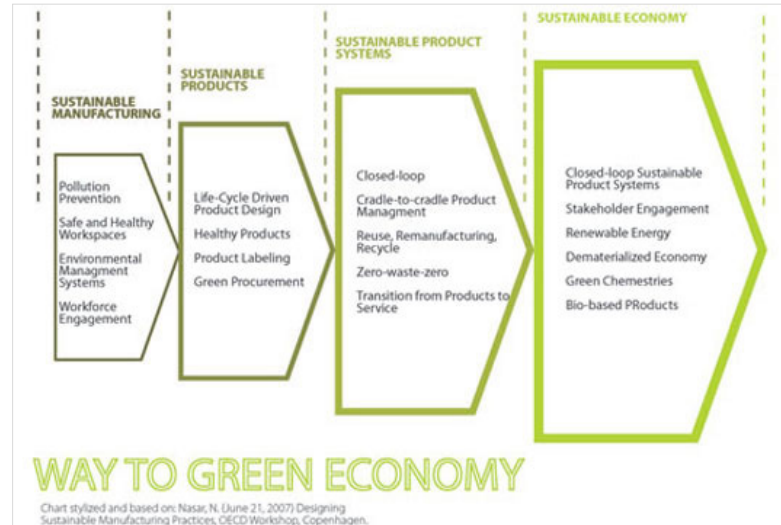 SUSTAINABLE
MANUFACTURING
Pollution
Prevention
Safe and Healthy
Workspaces
Environmental
Managment
Systems
Workforce
Engagement
SUSTAINABLE
PRODUCTS
Life-Cycle Driven
Product Design
Healthy Products
Product Labeling
Green Procurement
SUSTAINABLE PRODUCT
SYSTEMS
Closed-loop
Cradle-to-cradle Product
Managment
Reuse, Remanufacturing,
Recycle
Zero-waste-zero
Transition from Products to
Service
SUSTAINABLE ECONOMY
Closed-loop Sustainable
Product Systems
Stakeholder Engagement
Renewable Energy
Dematerialized Economy
Green Chemestries
Bio-based PRoducts
WAY TO GREEN ECONOMY
Chart stylized and based on: Nasar, N. (June 21, 2007) Designing
Sustainable Manufacturing Practices, OECD Workshop, Copenhagen.